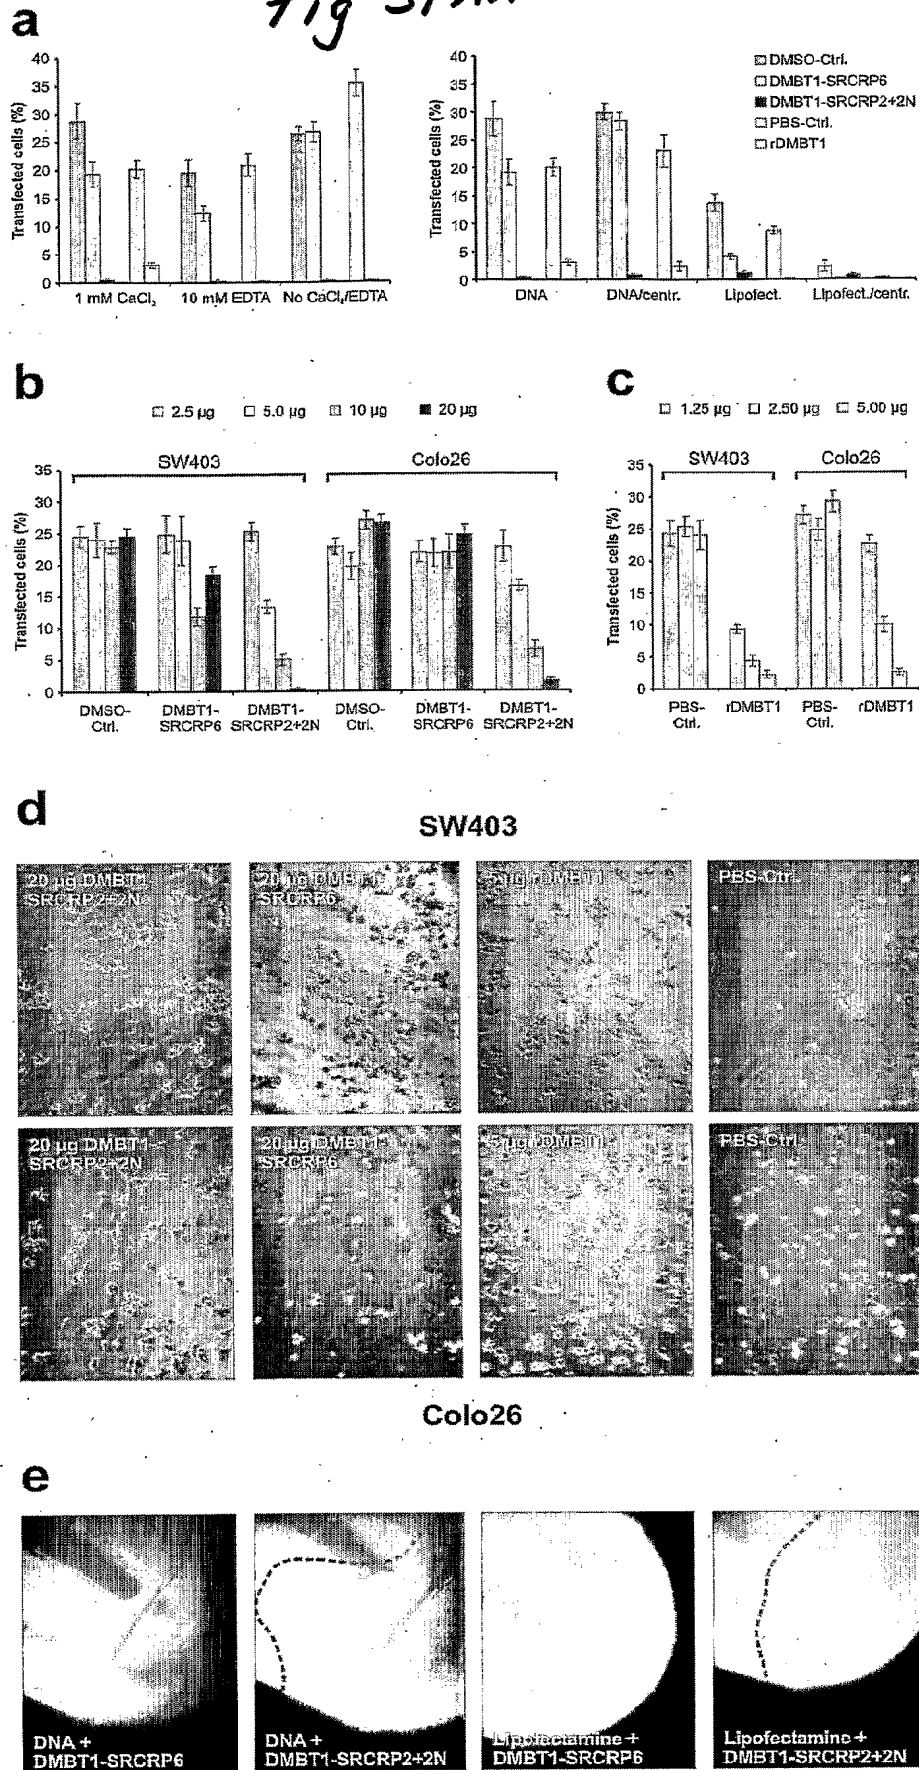 a
Fig
40
35
30
25
20
15
10
5
0
Transfected cells (%)
1 mM CaCl₂ 10 mM EDTA No CaCl₂/EDTA
40
35
30
25
20
15
10
5
0
Transfected cells (%)
DNA DNA/centr. Lipofect. Lipofect./centr.
DMSO-Ctrl.
DMBT1-SRCRP6
DMBT1-SRCRP2+2N
PBS-Ctrl.
rDMBT1
b
2.5 µg 5.0 µg 10 µg 20 µg
SW403 Colo26
35
30
25
20
15
10
5
0
Transfected cells (%)
DMSO- DMBT1- DMBT1- DMSO- DMBT1- DMBT1-
Ctrl. SRCRP6 SRCRP2+2N Ctrl. SRCRP6 SRCRP2+2N
c
1.25 µg 2.50 µg 5.00 µg
SW403 Colo26
35
30
25
20
15
10
5
0
Transfected cells (%)
PBS- rDMBT1 PBS- rDMBT1
Ctrl. Ctrl.
d
SW403
20 µg DMBT1-
SRCRP2+2N
20 µg DMBT1-
SRCRP6
5 µg rDMBT1
PBS-Ctrl.
20 µg DMBT1-
SRCRP2+2N
20 µg DMBT1-
SRCRP6
5 µg rDMBT1
PBS-Ctrl.
Colo26
e
DNA +
DMBT1-SRCRP6
DNA +
DMBT1-SRCRP2+2N
Lipofectamine +
DMBT1-SRCRP6
Lipofectamine +
DMBT1-SRCRP2+2N